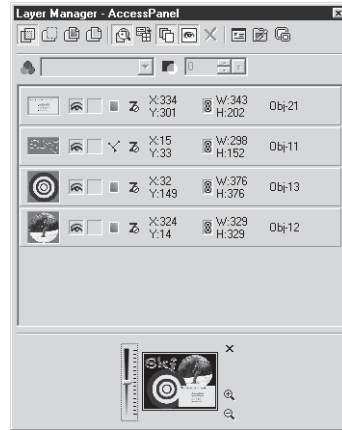 Layer Manager - AccessPanel
0
X:334 W:343 Obj-21
Y:301 H:202
X:15 W:298 Obj-11
Y:33 H:152
X:32 W:376 Obj-13
Y:149 H:376
X:324 W:329 Obj-12
Y:14 H:329